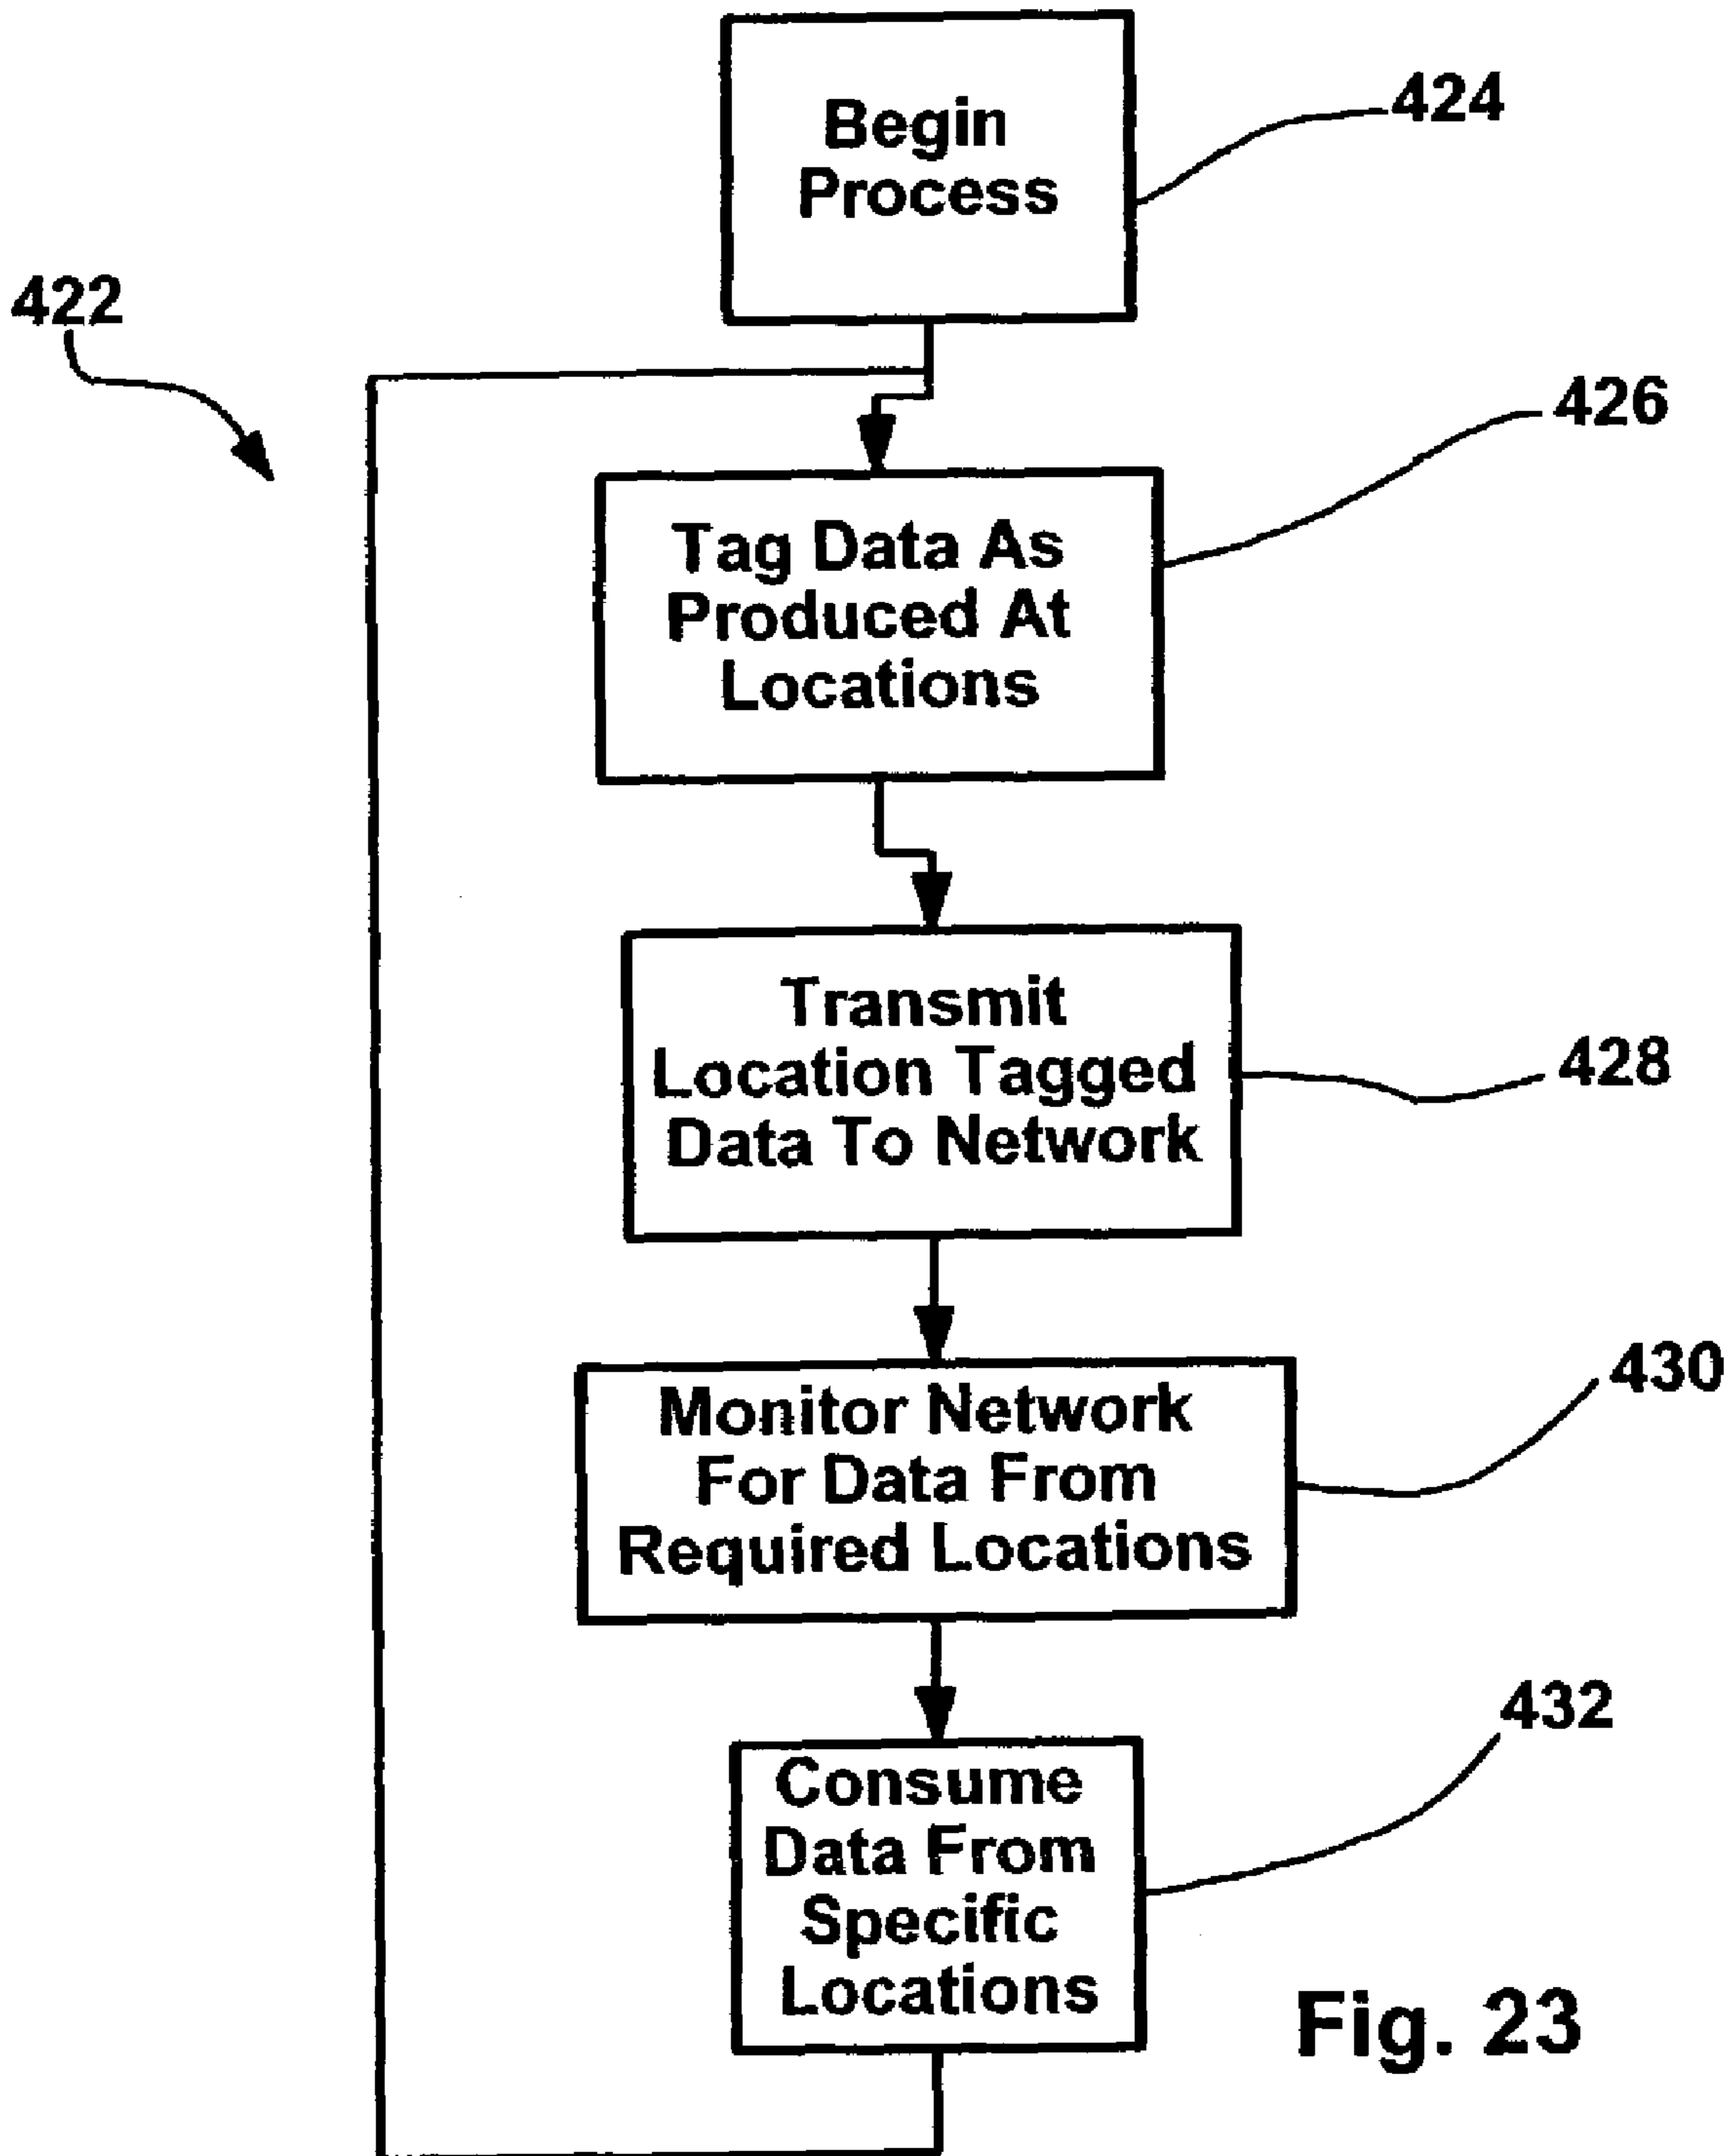 Begin
Process
424
422
Tag Data As
Produced At
Locations
426
Transmit
Location Tagged
Data To Network
428
Monitor Network
For Data From
Required Locations
430
Consume
Data From
Specific
Locations
432
Fig. 23